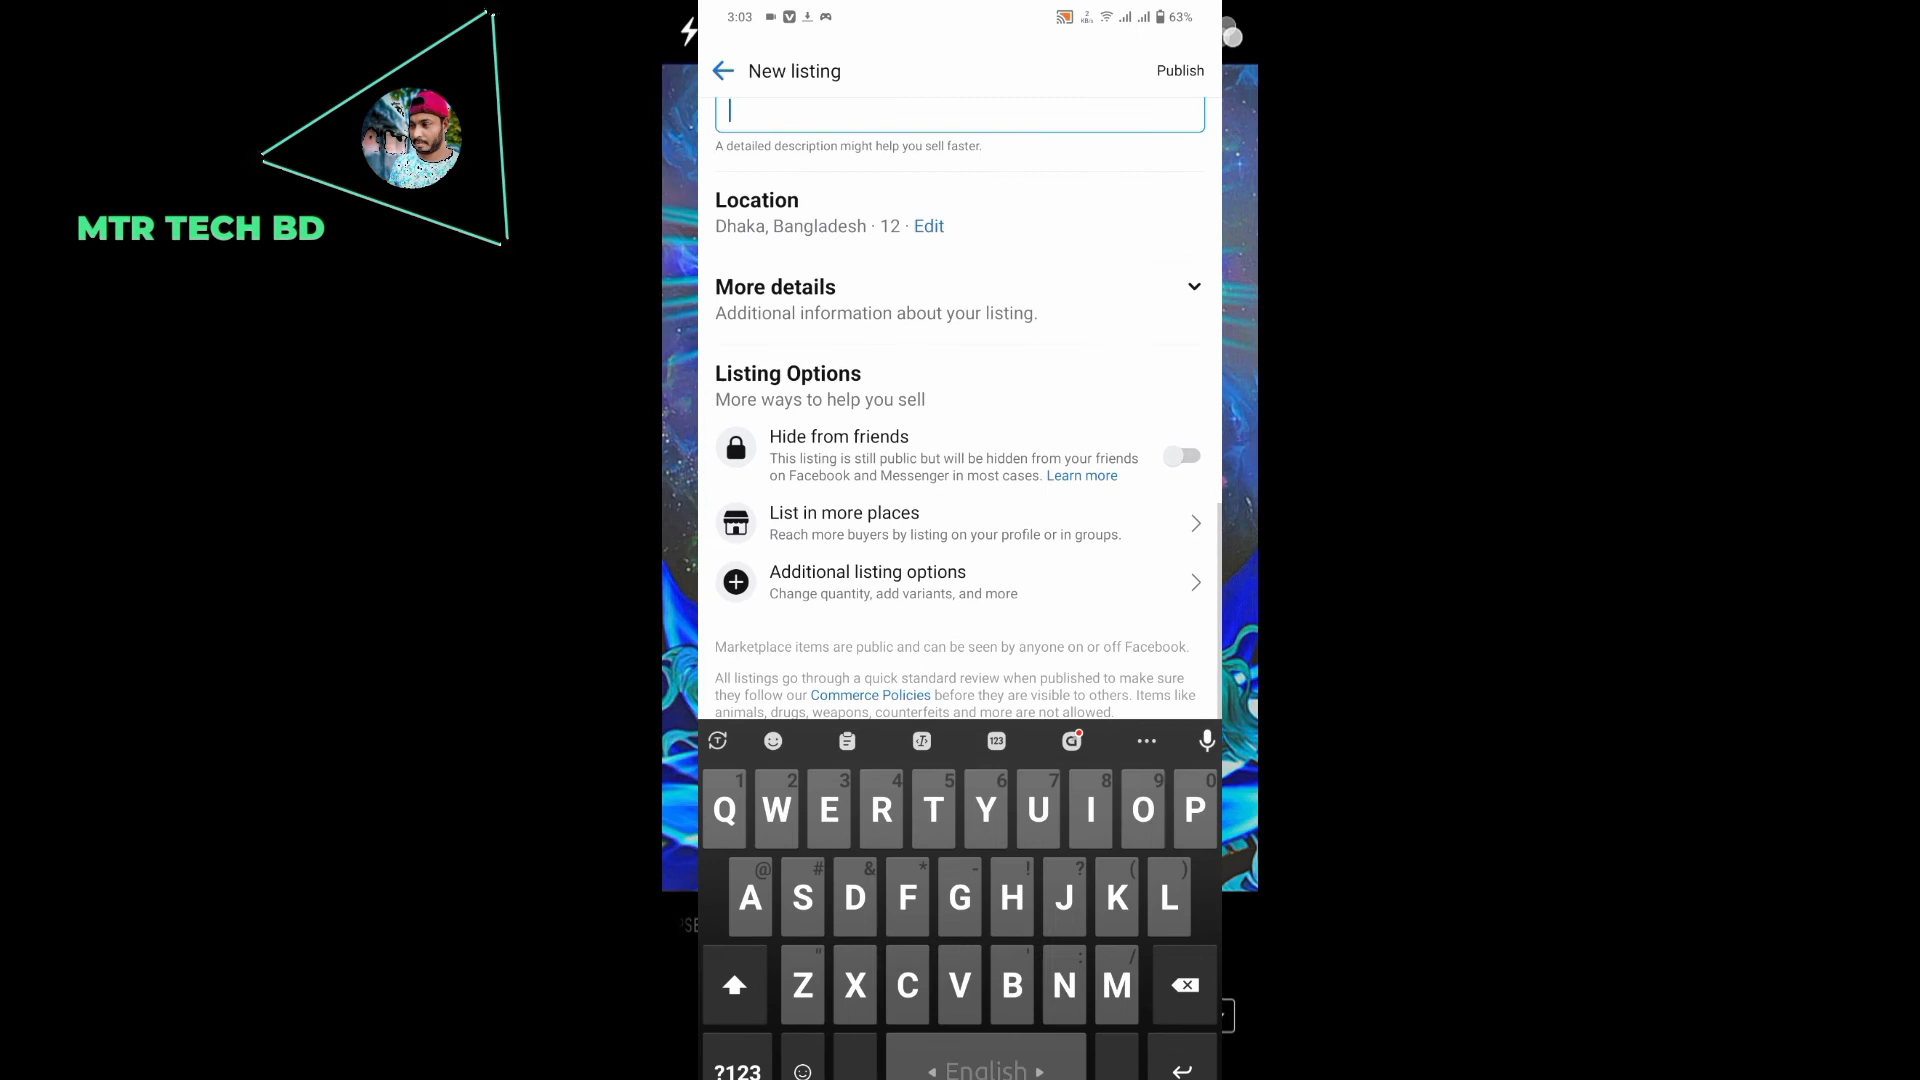 3:03
2
KB/s
63%
New listing
Publish
A detailed description might help you sell faster.
MTR TECH BD
Location
Dhaka, Bangladesh · 12 · Edit
More details
Additional information about your listing.
Listing Options
More ways to help you sell
Hide from friends
This listing is still public but will be hidden from your friends
on Facebook and Messenger in most cases. Learn more
List in more places
Reach more buyers by listing on your profile or in groups.
Additional listing options
Change quantity, add variants, and more
Marketplace items are public and can be seen by anyone on or off Facebook.
All listings go through a quick standard review when published to make sure
they follow our Commerce Policies before they are visible to others. Items like
animals, drugs, weapons, counterfeits and more are not allowed.
123
1 2 3 4 5 6 7 8 9 0
Q W E R T Y U I O P
@ # & * - ! ? ( )
A S D F G H J K L
" ' : /
Z X C V B N M
?123 English